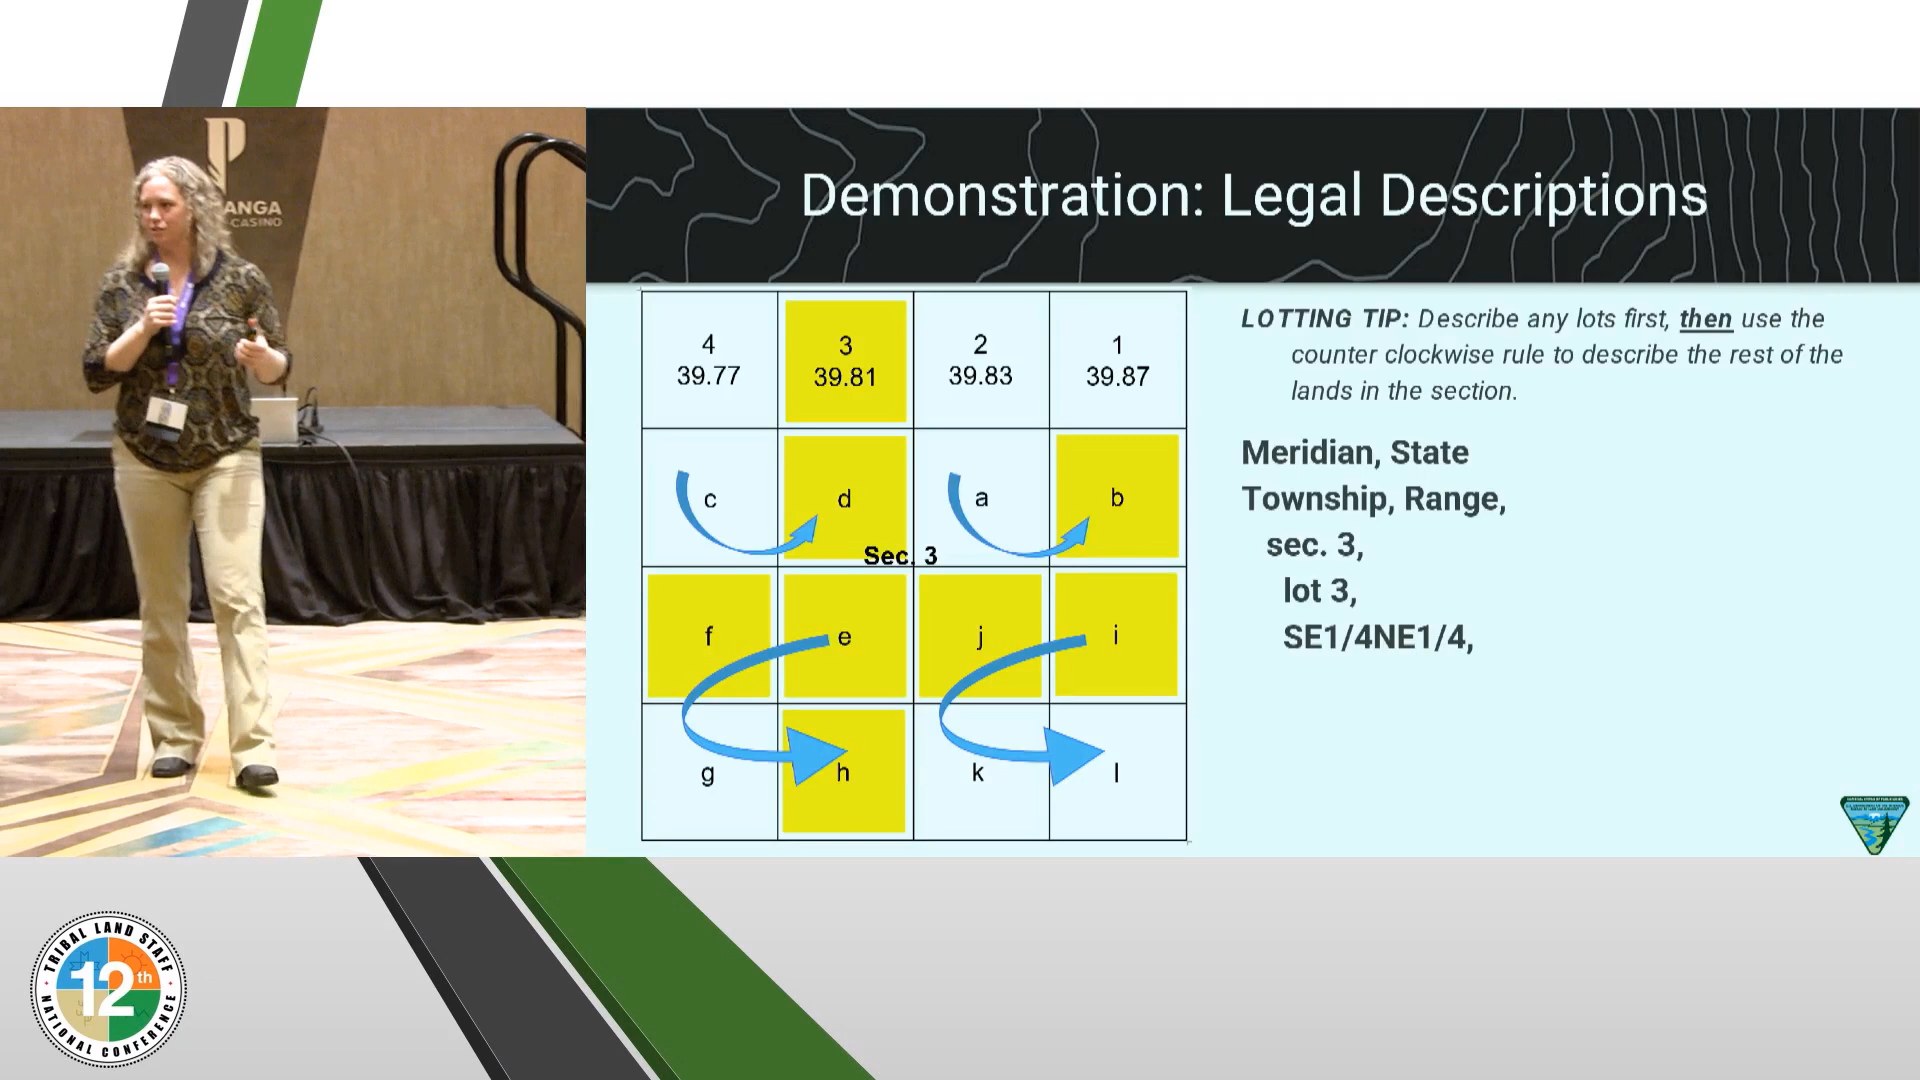 ANGA
CASINO
Demonstration: Legal Descriptions
4
39.77
3
39.81
2
39.83
1
39.87
c
d
a
b
Sec. 3
f
e
j
i
g
h
k
l
LOTTING TIP: Describe any lots first, then use the
counter clockwise rule to describe the rest of the
lands in the section.
Meridian, State
Township, Range,
sec. 3,
lot 3,
SE1/4NE1/4,
TRIBAL LAND STAFF
12th
NATIONAL CONFERENCE